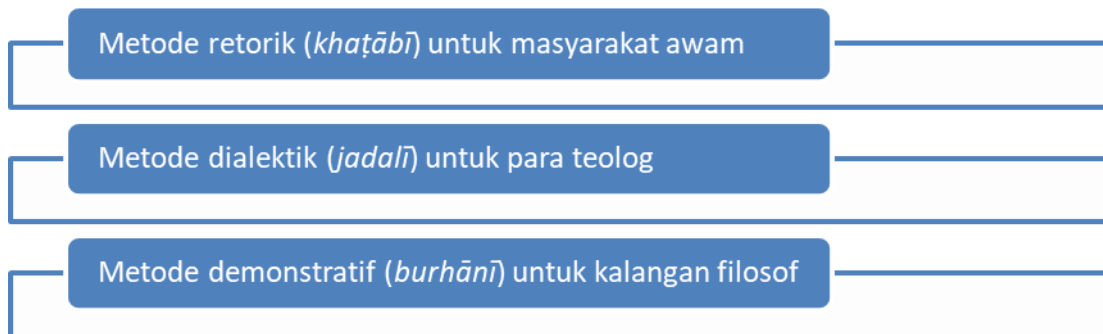 Metode retorik (khaṭābī) untuk masyarakat awam
Metode dialektik (jadalī) untuk para teolog
Metode demonstratif (burhānī) untuk kalangan filosof